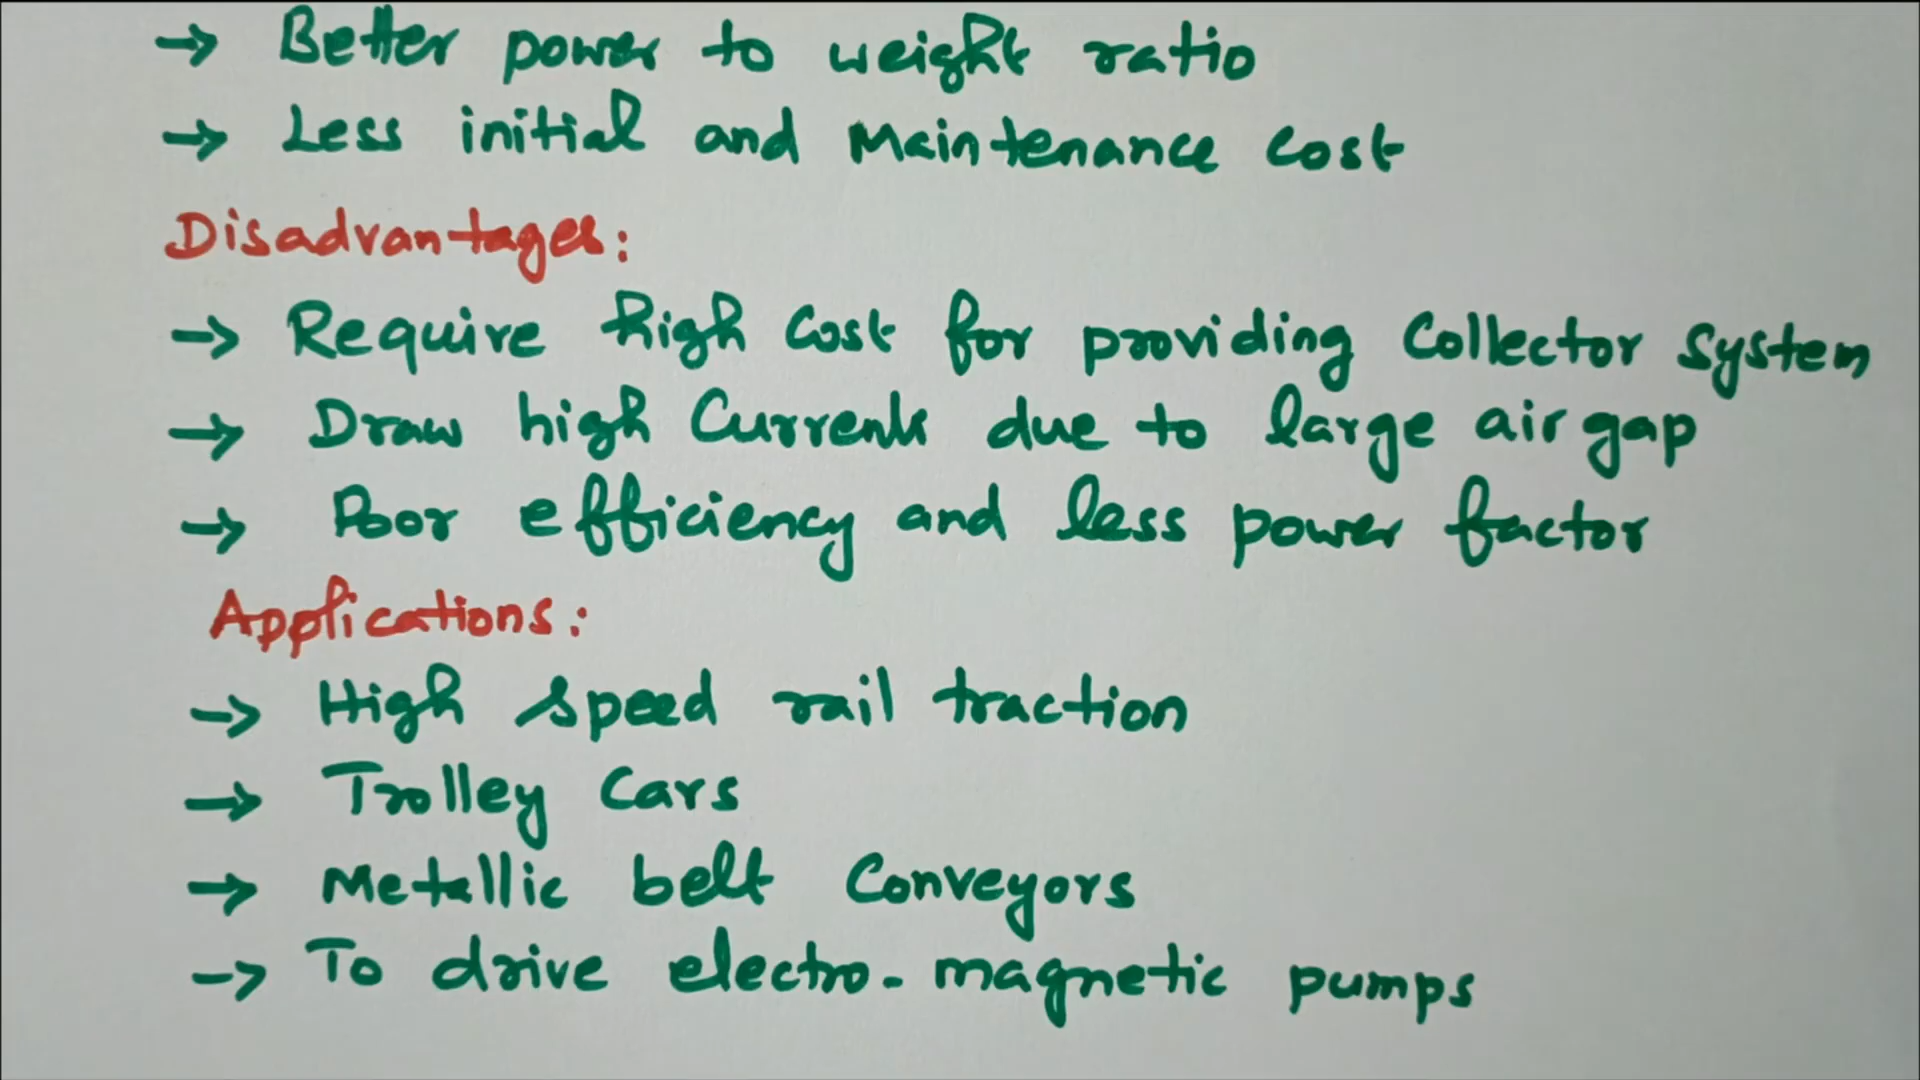 → Better power to weight ratio
→ Less initial and Maintenance cost
Disadvantages:
→ Require high cost for providing Collector System
→ Draw high Currents due to large air gap
→ Poor efficiency and less power factor
Applications:
→ High speed rail traction
→ Trolley Cars
→ Metallic belt Conveyors
→ To drive electro-magnetic pumps